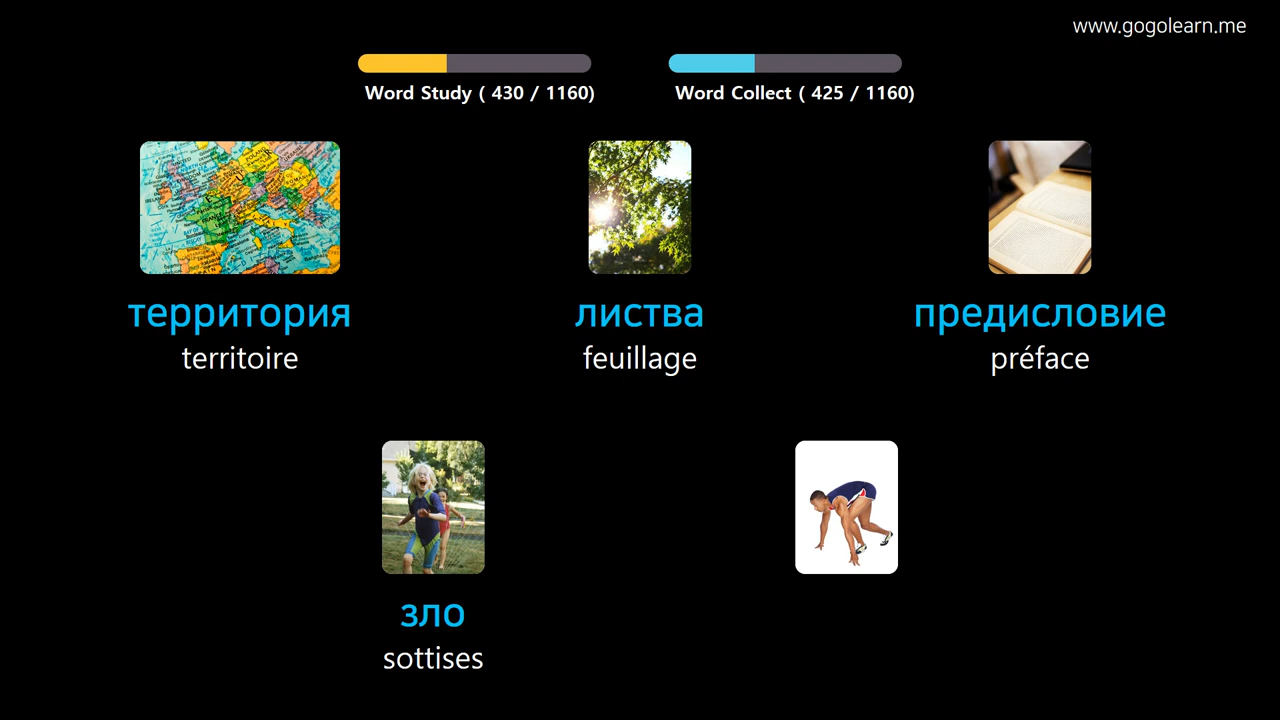 www.gogolearn.me
Word Study ( 430 / 1160)
Word Collect ( 425 / 1160)
территория
territoire
листва
feuillage
предисловие
préface
зло
sottises